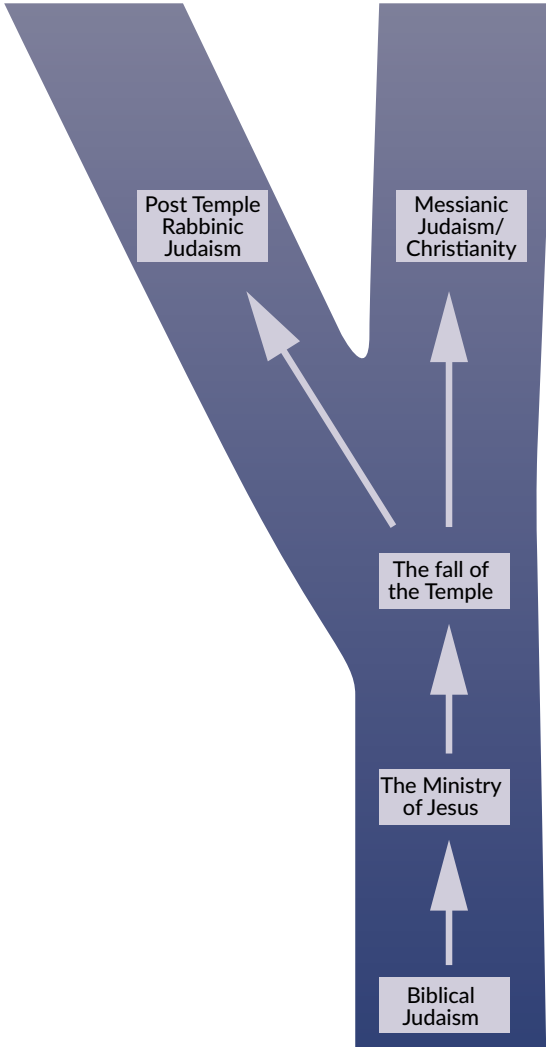 Post Temple
Rabbinic
Judaism
Messianic
Judaism/
Christianity
The fall of
the Temple
The Ministry
of Jesus
Biblical
Judaism